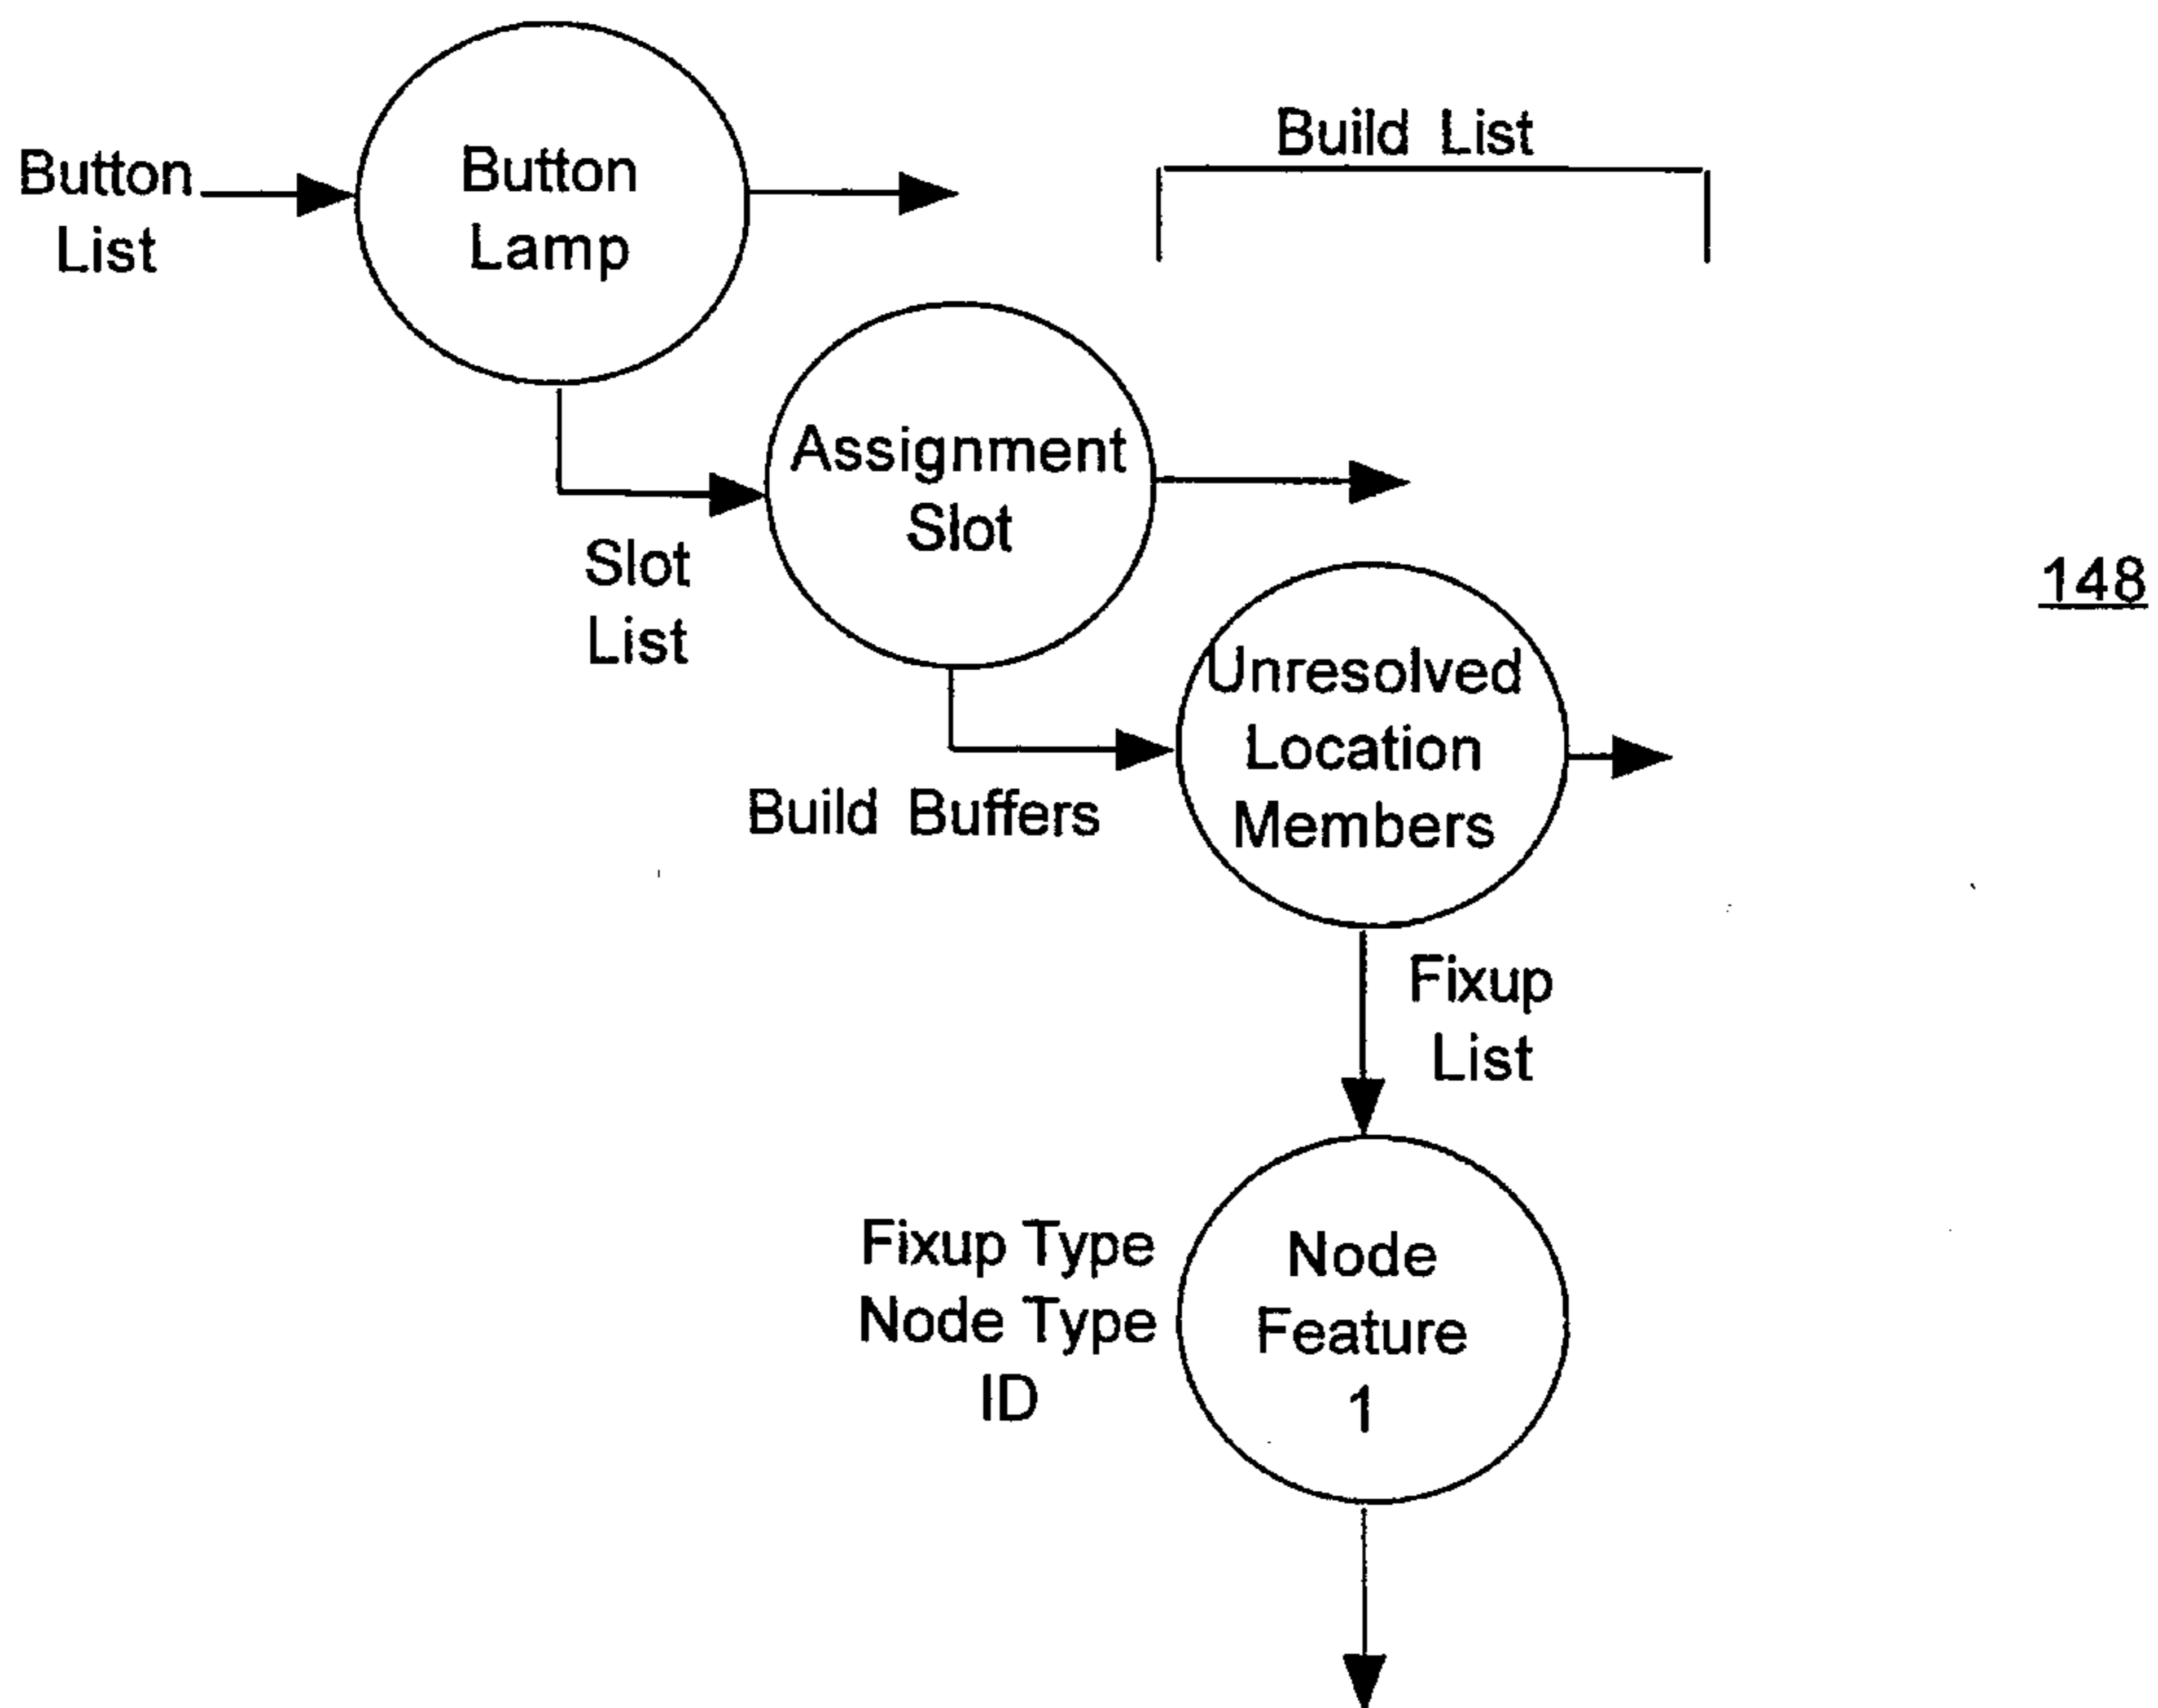 Button
List
Button
Lamp
Build List
Assignment
Slot
Slot
List
148
Unresolved
Location
Members
Build Buffers
Fixup
List
Fixup Type
Node Type
ID
Node
Feature
1